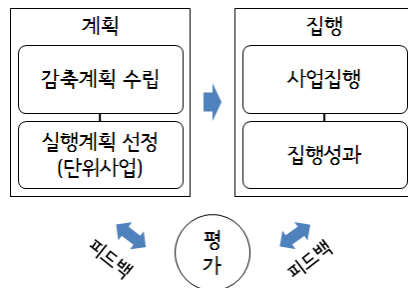 계획
감축계획 수립
실행계획 선정
(단위사업)
집행
사업집행
집행성과
피드백
평
가
피드백